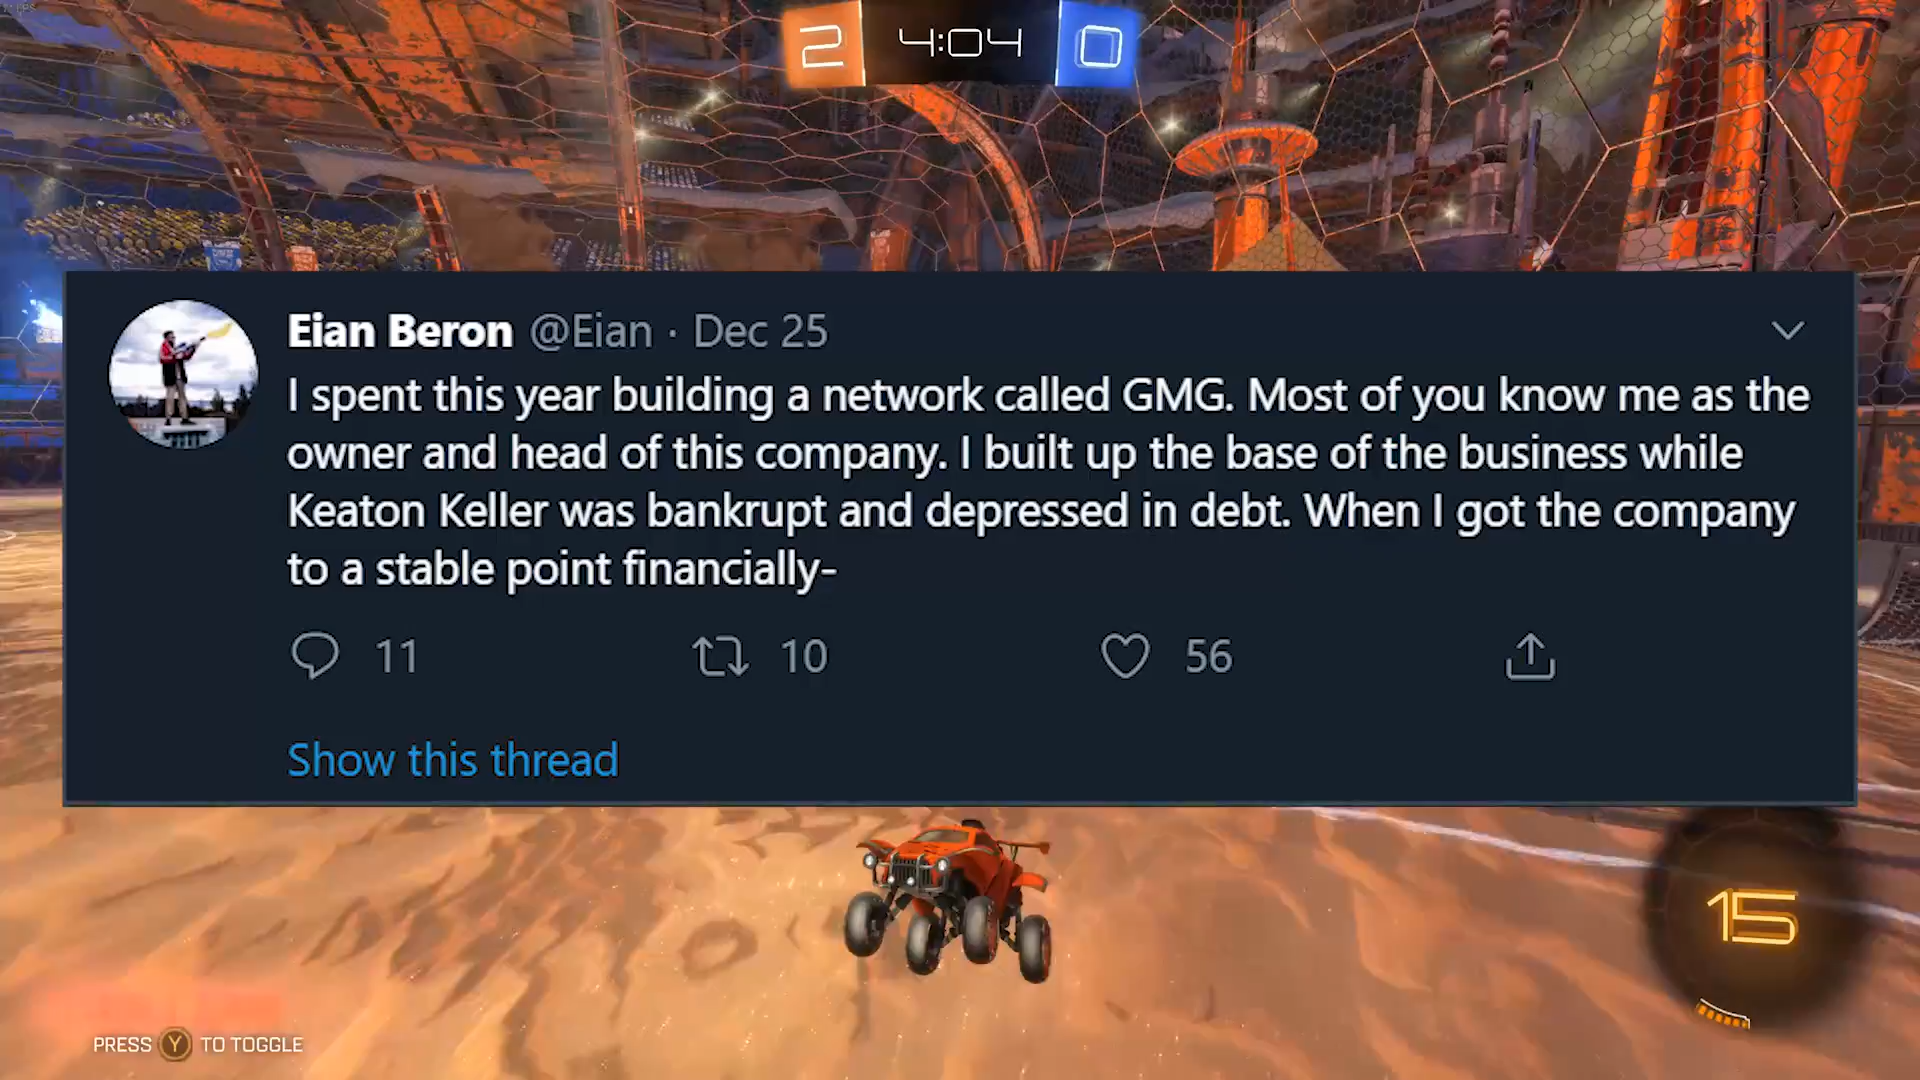 2 4:04 0
Eian Beron @Eian · Dec 25
I spent this year building a network called GMG. Most of you know me as the
owner and head of this company. I built up the base of the business while
Keaton Keller was bankrupt and depressed in debt. When I got the company
to a stable point financially-
11 10 56
Show this thread
15
PRESS Y TO TOGGLE